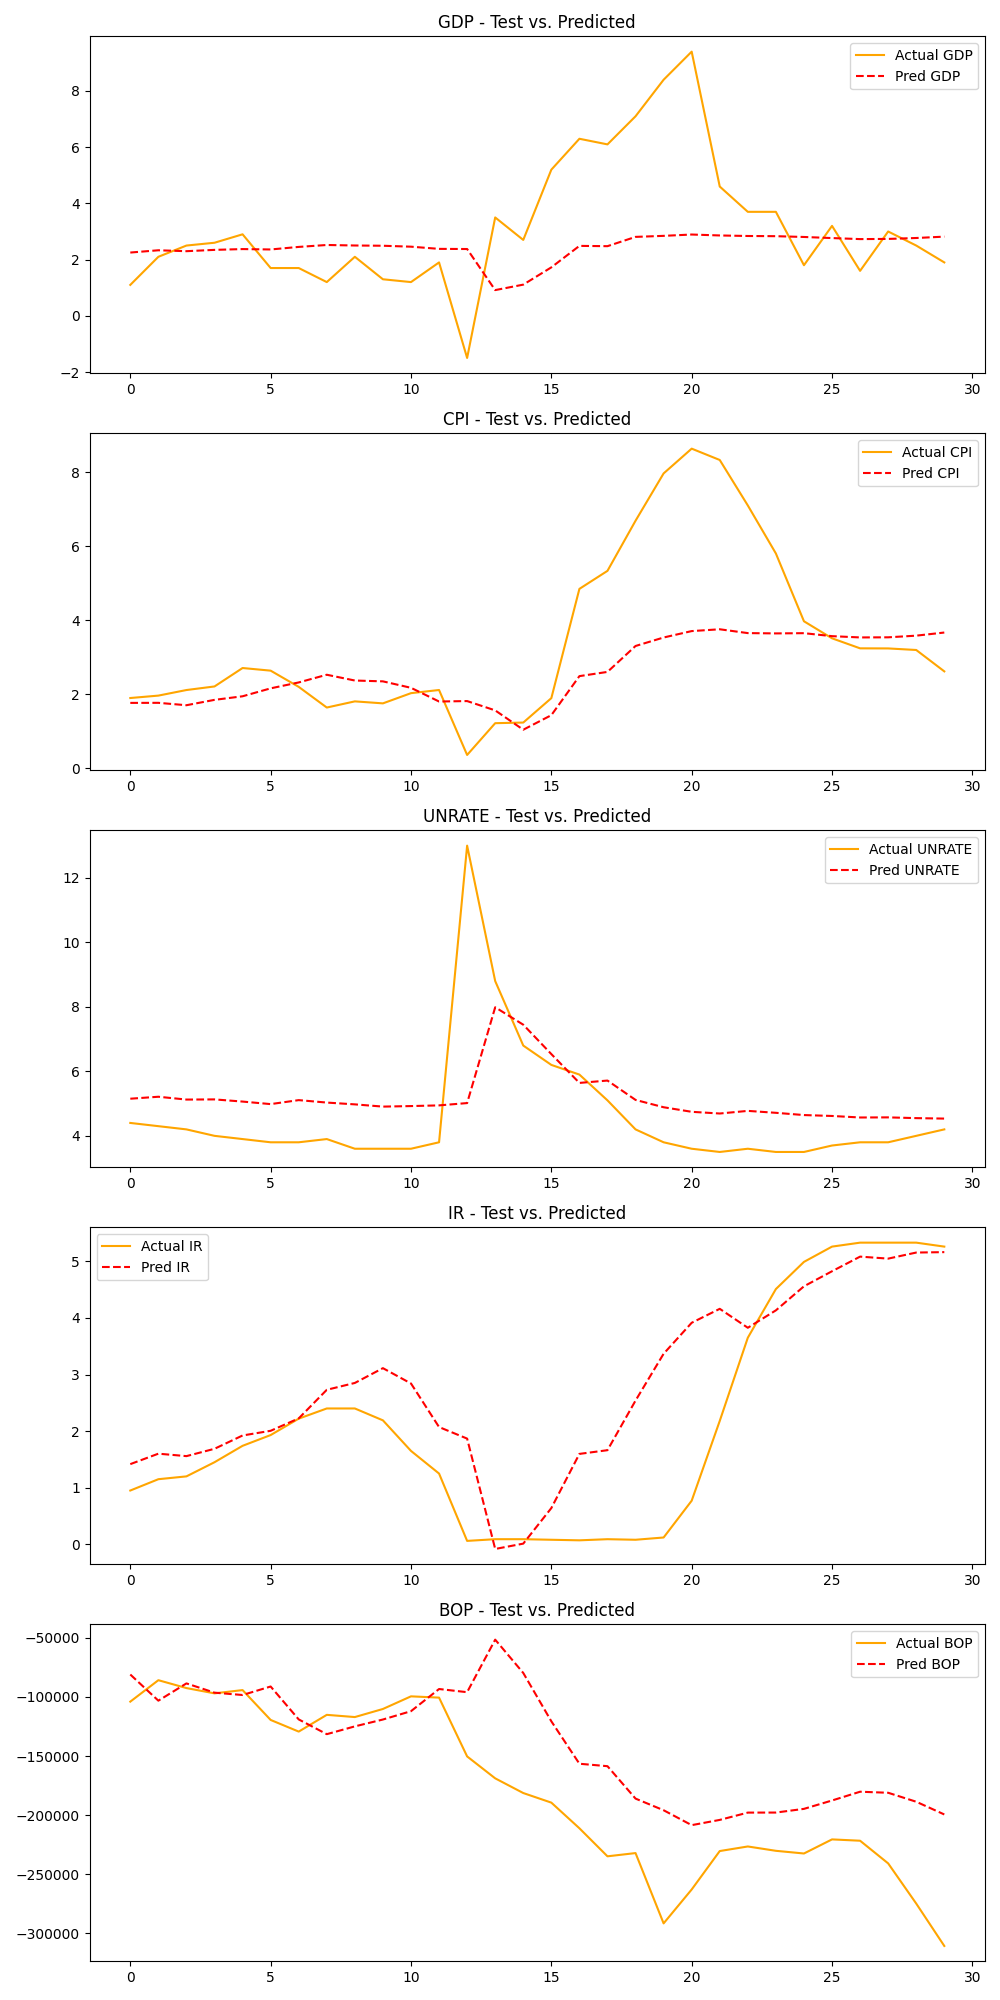 GDP - Test vs. Predicted
Actual GDP
Pred GDP
8
6
4
2
0
−2
0 5 10 15 20 25 30
CPI - Test vs. Predicted
Actual CPI
Pred CPI
8
6
4
2
0
0 5 10 15 20 25 30
UNRATE - Test vs. Predicted
Actual UNRATE
Pred UNRATE
12
10
8
6
4
0 5 10 15 20 25 30
IR - Test vs. Predicted
Actual IR
Pred IR
5
4
3
2
1
0
0 5 10 15 20 25 30
BOP - Test vs. Predicted
Actual BOP
Pred BOP
−50000
−100000
−150000
−200000
−250000
−300000
0 5 10 15 20 25 30